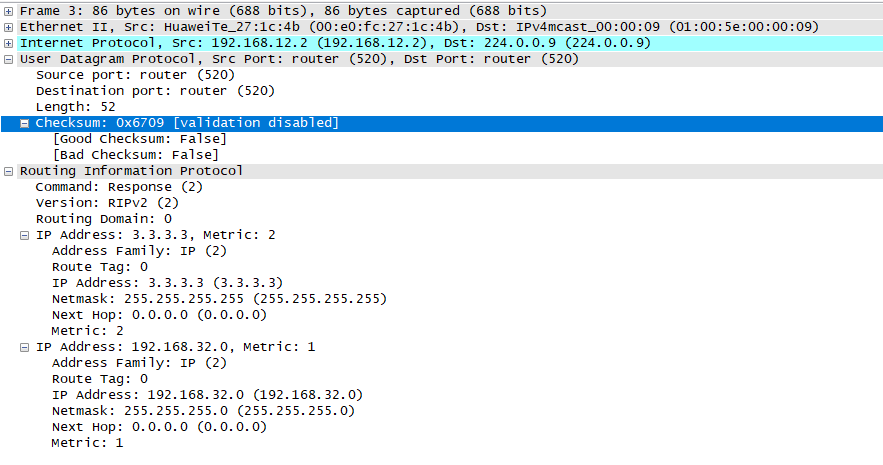 Frame 3: 86 bytes on wire (688 bits), 86 bytes captured (688 bits)
Ethernet II, Src: HuaweiTe_27:1c:4b (00:e0:fc:27:1c:4b), Dst: IPv4mcast_00:00:09 (01:00:5e:00:00:09)
Internet Protocol, Src: 192.168.12.2 (192.168.12.2), Dst: 224.0.0.9 (224.0.0.9)
User Datagram Protocol, Src Port: router (520), Dst Port: router (520)
Source port: router (520)
Destination port: router (520)
Length: 52
Checksum: 0x6709 [validation disabled]
[Good Checksum: False]
[Bad Checksum: False]
Routing Information Protocol
Command: Response (2)
Version: RIPv2 (2)
Routing Domain: 0
IP Address: 3.3.3.3, Metric: 2
Address Family: IP (2)
Route Tag: 0
IP Address: 3.3.3.3 (3.3.3.3)
Netmask: 255.255.255.255 (255.255.255.255)
Next Hop: 0.0.0.0 (0.0.0.0)
Metric: 2
IP Address: 192.168.32.0, Metric: 1
Address Family: IP (2)
Route Tag: 0
IP Address: 192.168.32.0 (192.168.32.0)
Netmask: 255.255.255.0 (255.255.255.0)
Next Hop: 0.0.0.0 (0.0.0.0)
Metric: 1